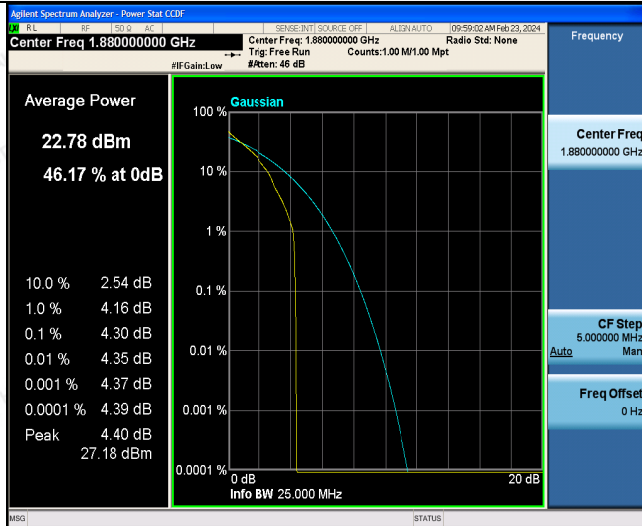 Agilent Spectrum Analyzer - Power Stat CCDF
RL RF 50 Ω AC SENSE:INT SOURCE OFF ALIGN AUTO 09:59:02 AM Feb 23, 2024
Center Freq 1.880000000 GHz
Center Freq: 1.880000000 GHz Radio Std: None
Trig: Free Run Counts:1.00 M/1.00 Mpt
#IFGain:Low #Atten: 46 dB
Frequency
Average Power
22.78 dBm
46.17 % at 0dB
10.0 % 2.54 dB
1.0 % 4.16 dB
0.1 % 4.30 dB
0.01 % 4.35 dB
0.001 % 4.37 dB
0.0001 % 4.39 dB
Peak 4.40 dB
27.18 dBm
Gaussian
100 %
10 %
1 %
0.1 %
0.01 %
0.001 %
0.0001 %
0 dB 20 dB
Info BW 25.000 MHz
Center Freq
1.880000000 GHz
CF Step
5.000000 MHz
Auto Man
Freq Offset
0 Hz
MSG STATUS